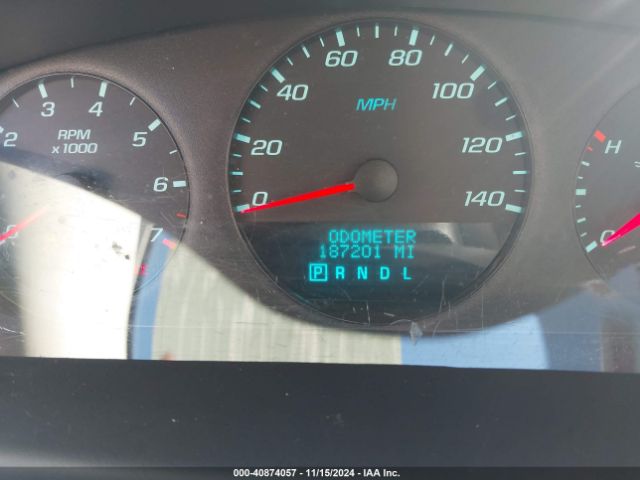 2 3 4 5 6 7
RPM
x1000
0 20 40 60 80 100 120 140
MPH
ODOMETER
187201 MI
P R N D L
H
C
000-40874057 - 11/15/2024 - IAA Inc.